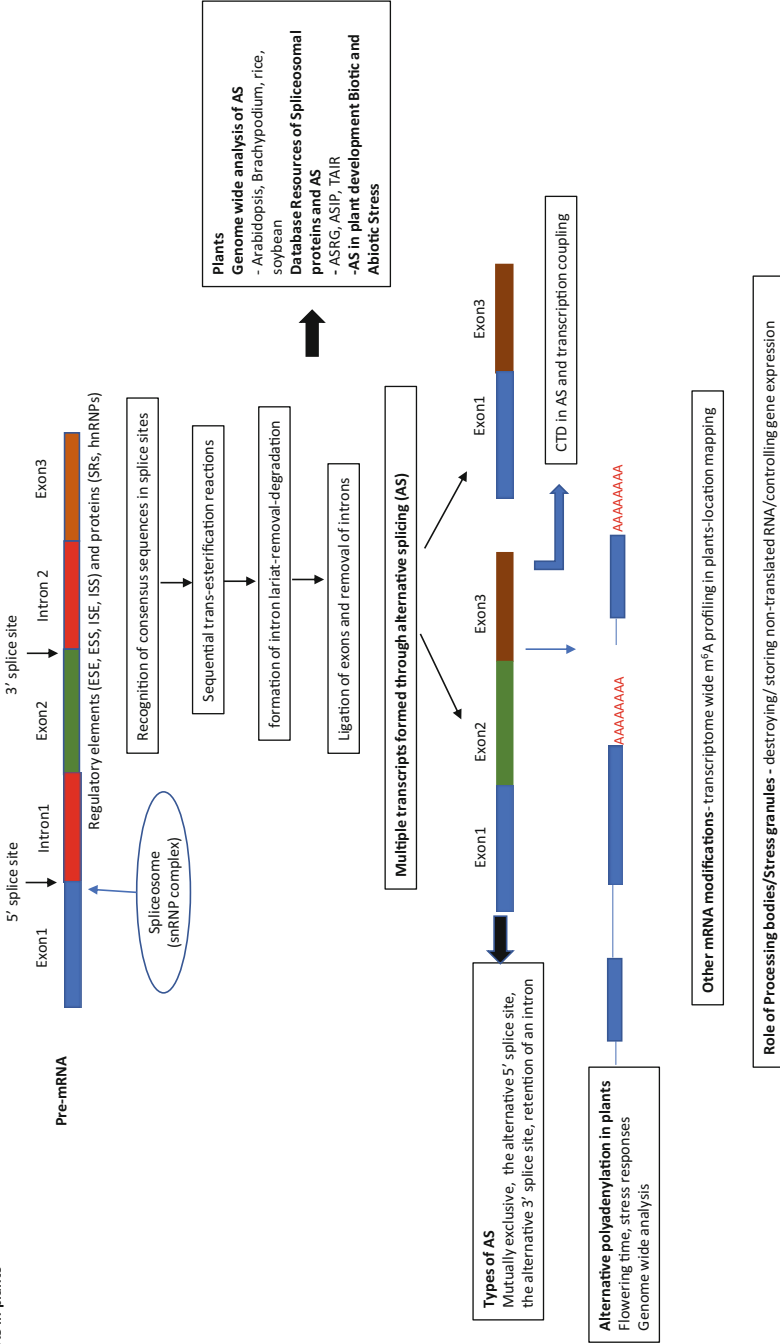 in plants
5′ splice site
3′ splice site
Exon1
Intron1
Exon2
Intron 2
Exon3
Pre-mRNA
Regulatory elements (ESE, ESS, ISE, ISS) and proteins (SRs, hnRNPs)
Spliceosome
(snRNP complex)
Recognition of consensus sequences in splice sites
Sequential trans-esterification reactions
formation of intron lariat-removal-degradation
Ligation of exons and removal of introns
Plants
Genome wide analysis of AS
- Arabidopsis, Brachypodium, rice,
soybean
Database Resources of Spliceosomal
proteins and AS
- ASRG, ASIP, TAIR
-AS in plant development Biotic and
Abiotic Stress
Multiple transcripts formed through alternative splicing (AS)
Exon1
Exon2
Exon3
Exon1
Exon3
Types of AS
Mutually exclusive, the alternative 5′ splice site,
the alternative 3′ splice site, retention of an intron
CTD in AS and transcription coupling
Alternative polyadenylation in plants
Flowering time, stress responses
Genome wide analysis
AAAAAAAA
AAAAAAAA
Other mRNA modifications- transcriptome wide m⁶A profiling in plants-location mapping
Role of Processing bodies/Stress granules - destroying/ storing non-translated RNA/controlling gene expression